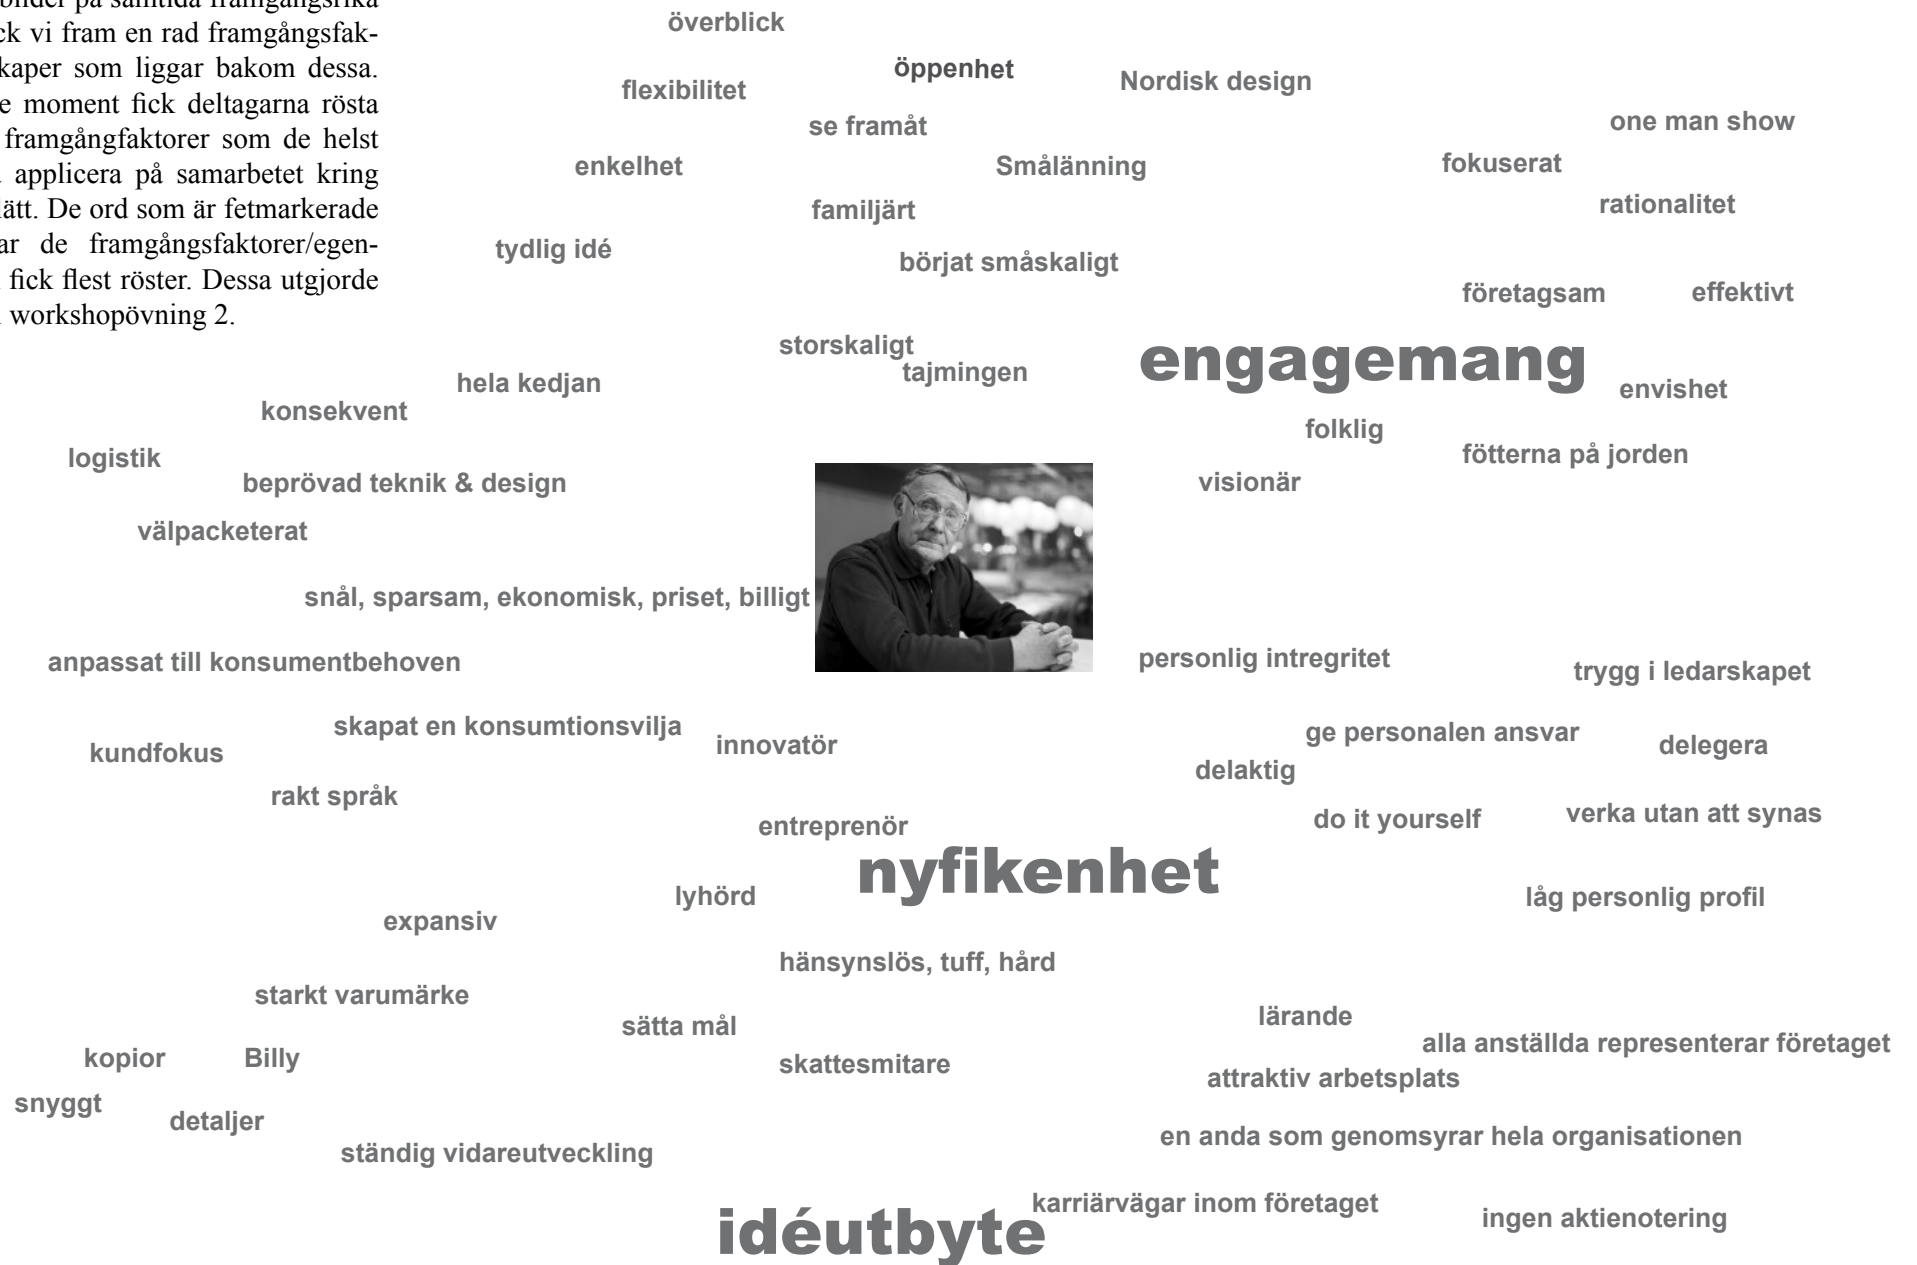 bilder på samtida framgångsrika
ck vi fram en rad framgångsfak-
kaper som liggar bakom dessa.
e moment fick deltagarna rösta
framgångfaktorer som de helst
applicera på samarbetet kring
ätt. De ord som är fetmarkerade
ar de framgångsfaktorer/egen-
fick flest röster. Dessa utgjorde
workshopövning 2.
överblick
öppenhet
Nordisk design
flexibilitet
se framåt
one man show
enkelhet
Smålänning
fokuserat
familjärt
rationalitet
tydlig idé
börjat småskaligt
företagsam
effektivt
storskaligt
tajmingen
engagemang
hela kedjan
envishet
konsekvent
folklig
logistik
fötterna på jorden
beprövad teknik & design
visionär
välpacketerat
snål, sparsam, ekonomisk, priset, billigt
anpassat till konsumentbehoven
personlig intregritet
trygg i ledarskapet
skapat en konsumtionsvilja
innovatör
ge personalen ansvar
delegera
kundfokus
delaktig
rakt språk
entreprenör
do it yourself
verka utan att synas
nyfikenhet
lyhörd
låg personlig profil
expansiv
hänsynslös, tuff, hård
starkt varumärke
sätta mål
lärande
alla anställda representerar företaget
kopior
Billy
skattesmitare
attraktiv arbetsplats
snyggt
detaljer
en anda som genomsyrar hela organisationen
ständig vidareutveckling
karriärvägar inom företaget
idéutbyte
ingen aktienotering